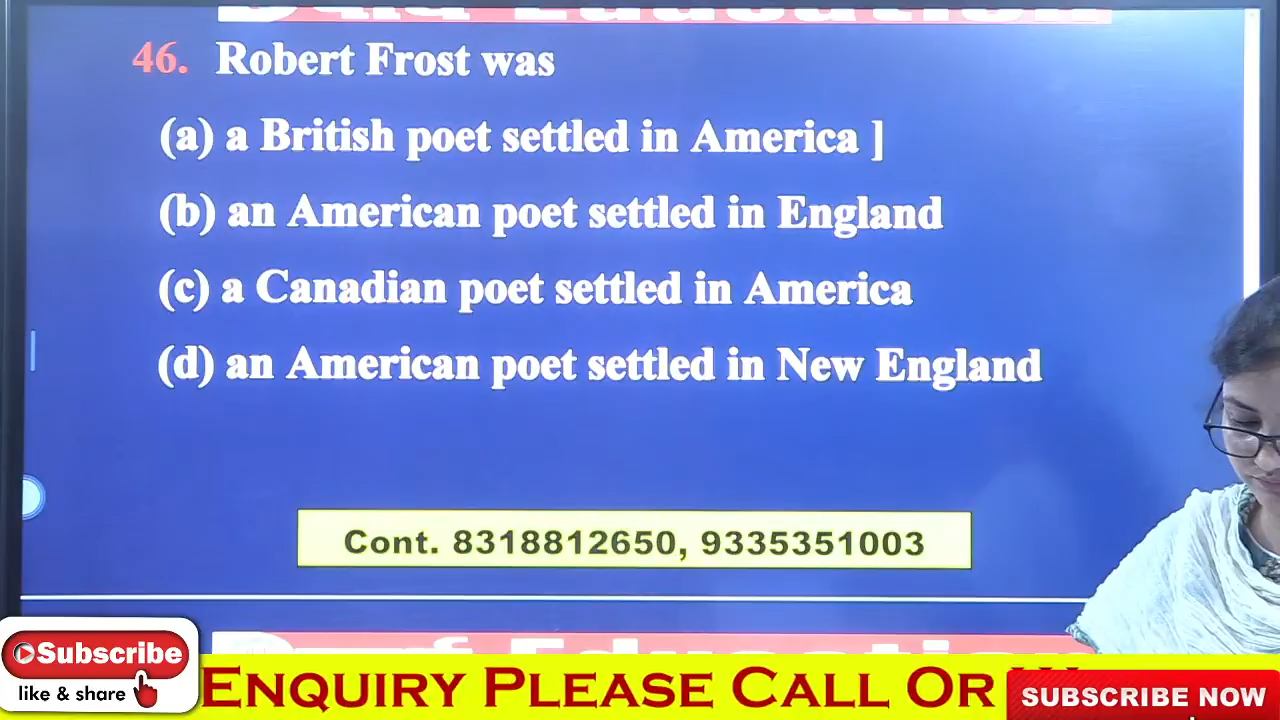 46. Robert Frost was
(a) a British poet settled in America ]
(b) an American poet settled in England
(c) a Canadian poet settled in America
(d) an American poet settled in New England
Cont. 8318812650, 9335351003
Education
Subscribe
like & share
ENQUIRY PLEASE CALL OR
SUBSCRIBE NOW